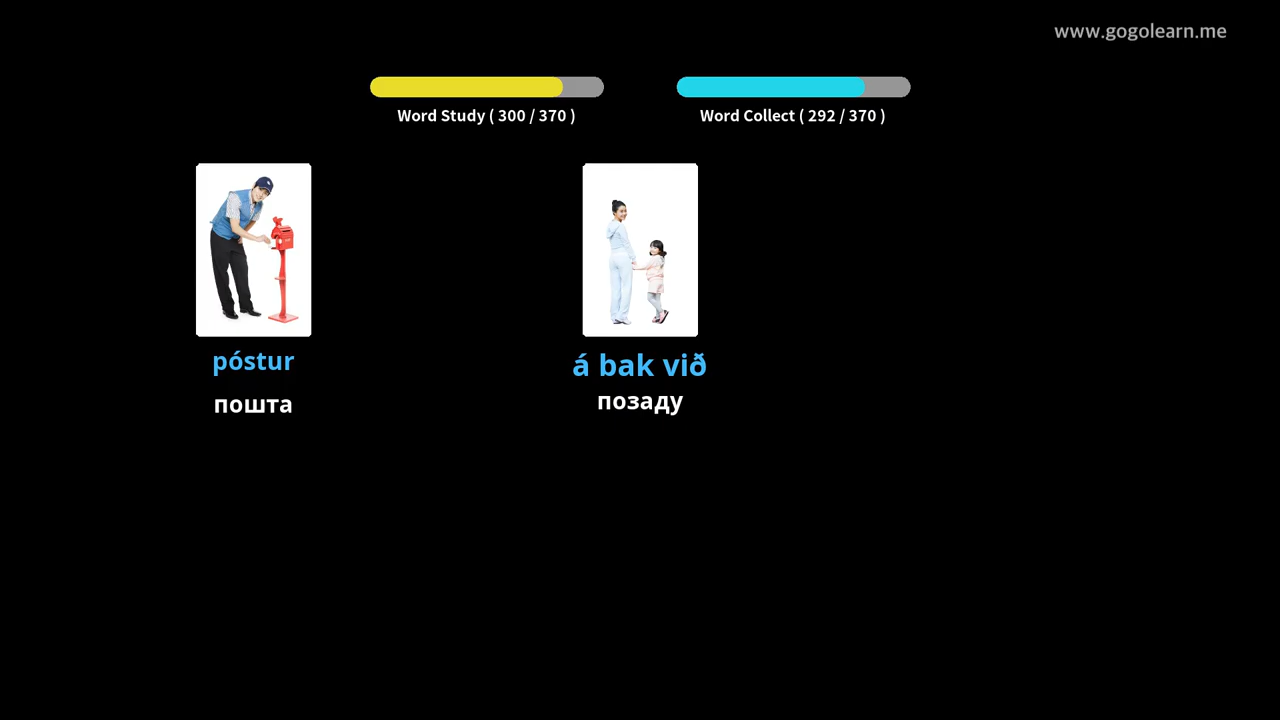 www.gogolearn.me
Word Study ( 300 / 370 )
Word Collect ( 292 / 370 )
póstur
пошта
á bak við
позаду